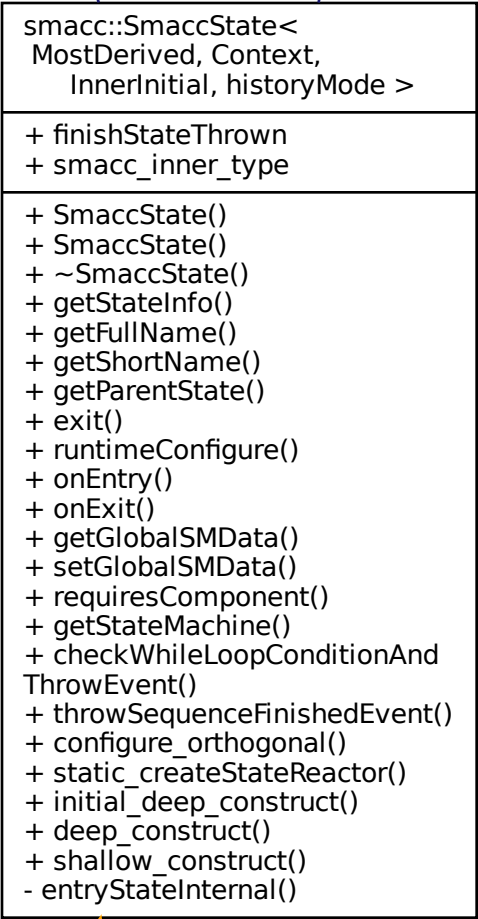 smacc::SmaccState<
MostDerived, Context,
InnerInitial, historyMode >
+ finishStateThrown
+ smacc_inner_type
+ SmaccState()
+ SmaccState()
+ ~SmaccState()
+ getStateInfo()
+ getFullName()
+ getShortName()
+ getParentState()
+ exit()
+ runtimeConfigure()
+ onEntry()
+ onExit()
+ getGlobalSMData()
+ setGlobalSMData()
+ requiresComponent()
+ getStateMachine()
+ checkWhileLoopConditionAnd
ThrowEvent()
+ throwSequenceFinishedEvent()
+ configure_orthogonal()
+ static_createStateReactor()
+ initial_deep_construct()
+ deep_construct()
+ shallow_construct()
- entryStateInternal()